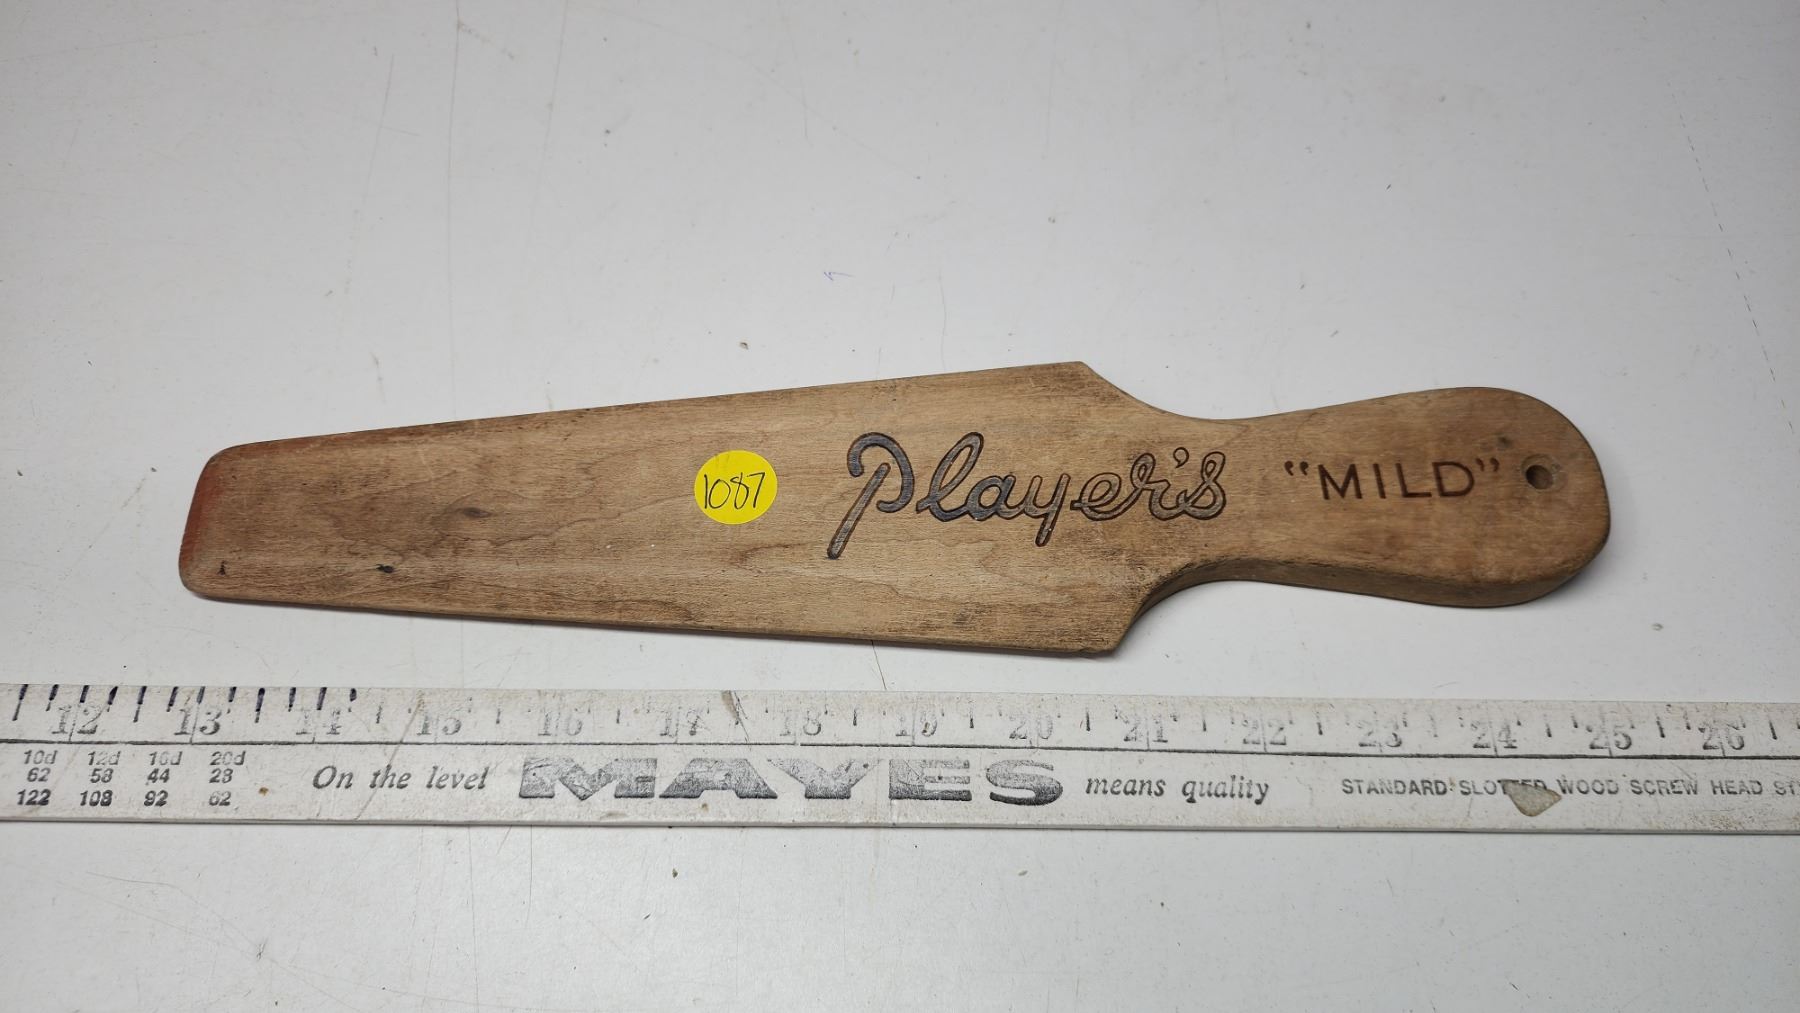 1087
Player's "MILD"
12 13 14 15 16 17 18 19 20 21 22 23 24 25 26
10d 12d 16d 20d
62 58 44 28
122 108 92 62
On the level MAYES means quality
STANDARD SLOTTED WOOD SCREW HEAD